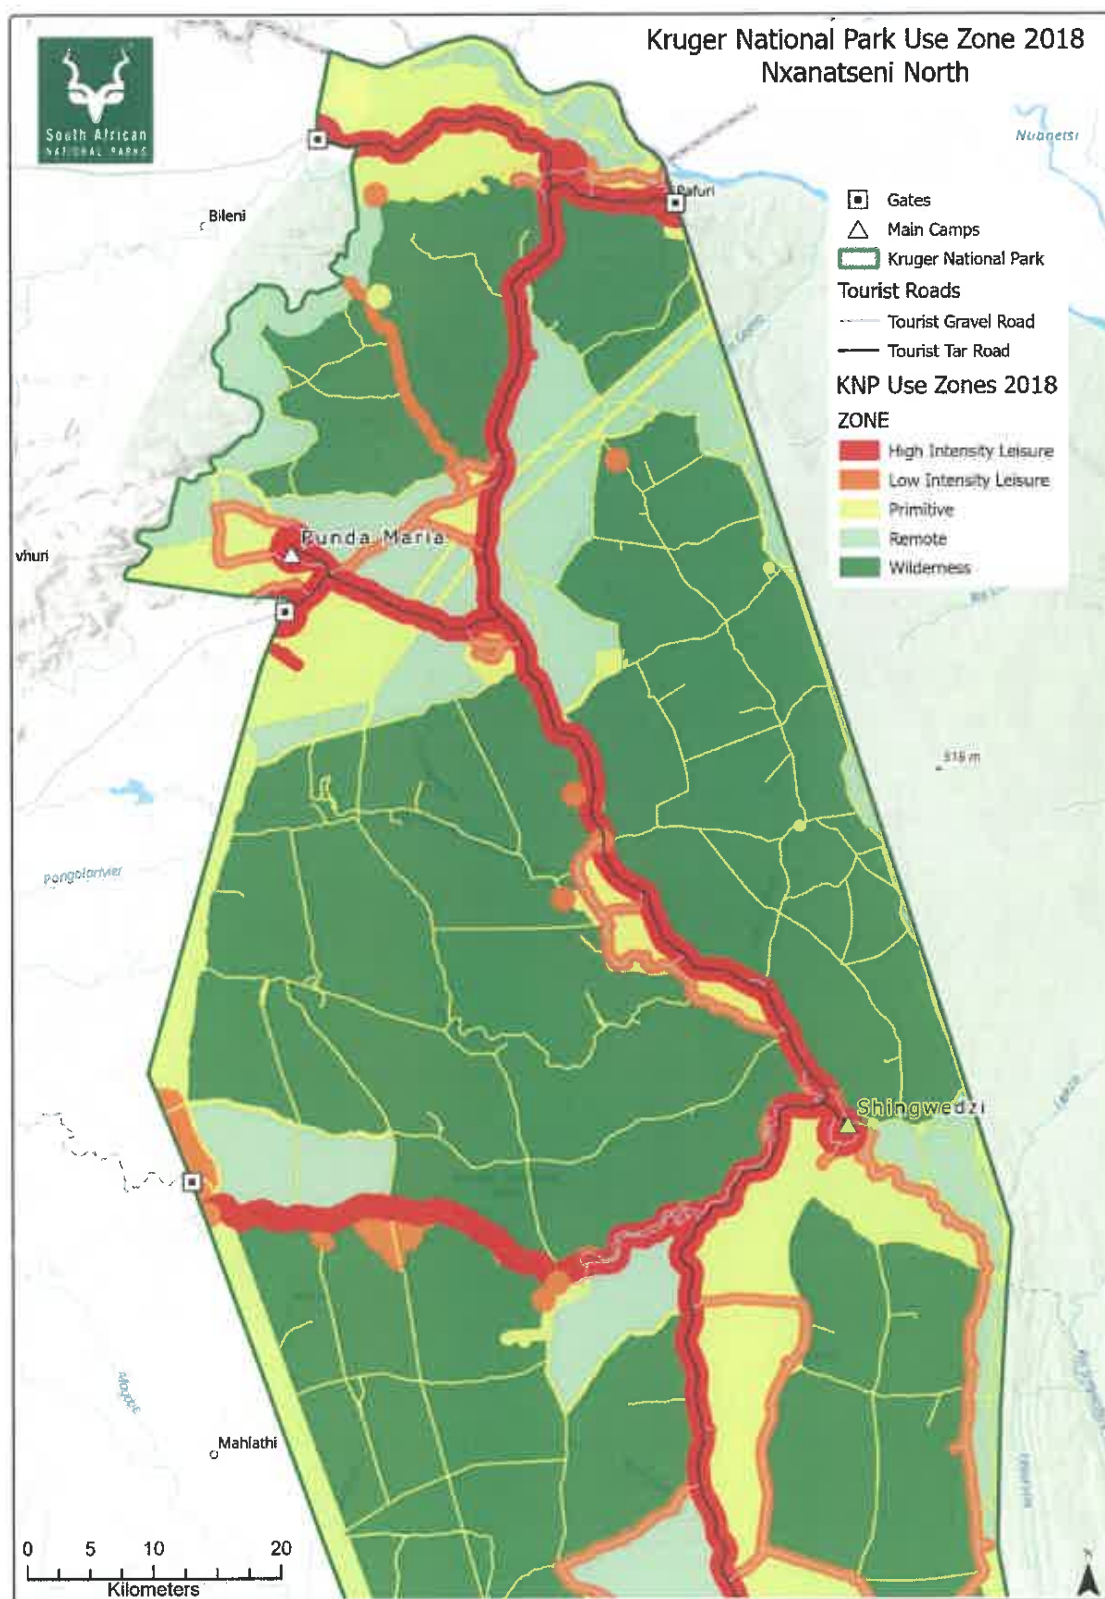 Kruger National Park Use Zone 2018
Nxanatseni North
South African
NATIONAL PARKS
Nuanetsi
Pafuri
Bileni
Gates
Main Camps
Kruger National Park
Tourist Roads
Tourist Gravel Road
Tourist Tar Road
KNP Use Zones 2018
ZONE
High Intensity Leisure
Low Intensity Leisure
Primitive
Remote
Wilderness
Punda Maria
vhuri
318 m
Shingwedzi
Mahlathi
0 5 10 20
Kilometers